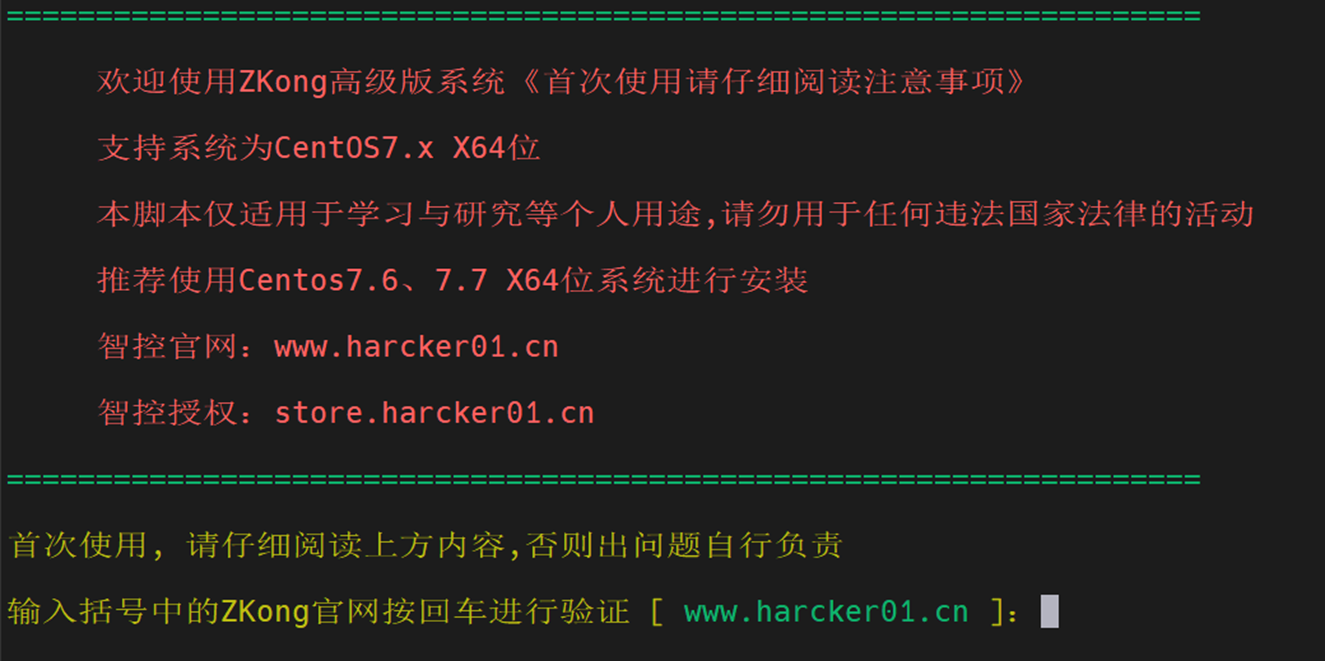 ==================================================================
欢迎使用ZKong高级版系统《首次使用请仔细阅读注意事项》
支持系统为CentOS7.x X64位
本脚本仅适用于学习与研究等个人用途,请勿用于任何违法国家法律的活动
推荐使用Centos7.6、7.7 X64位系统进行安装
智控官网：www.harcker01.cn
智控授权：store.harcker01.cn
==================================================================
首次使用，请仔细阅读上方内容,否则出问题自行负责
输入括号中的ZKong官网按回车进行验证 [ www.harcker01.cn ]：